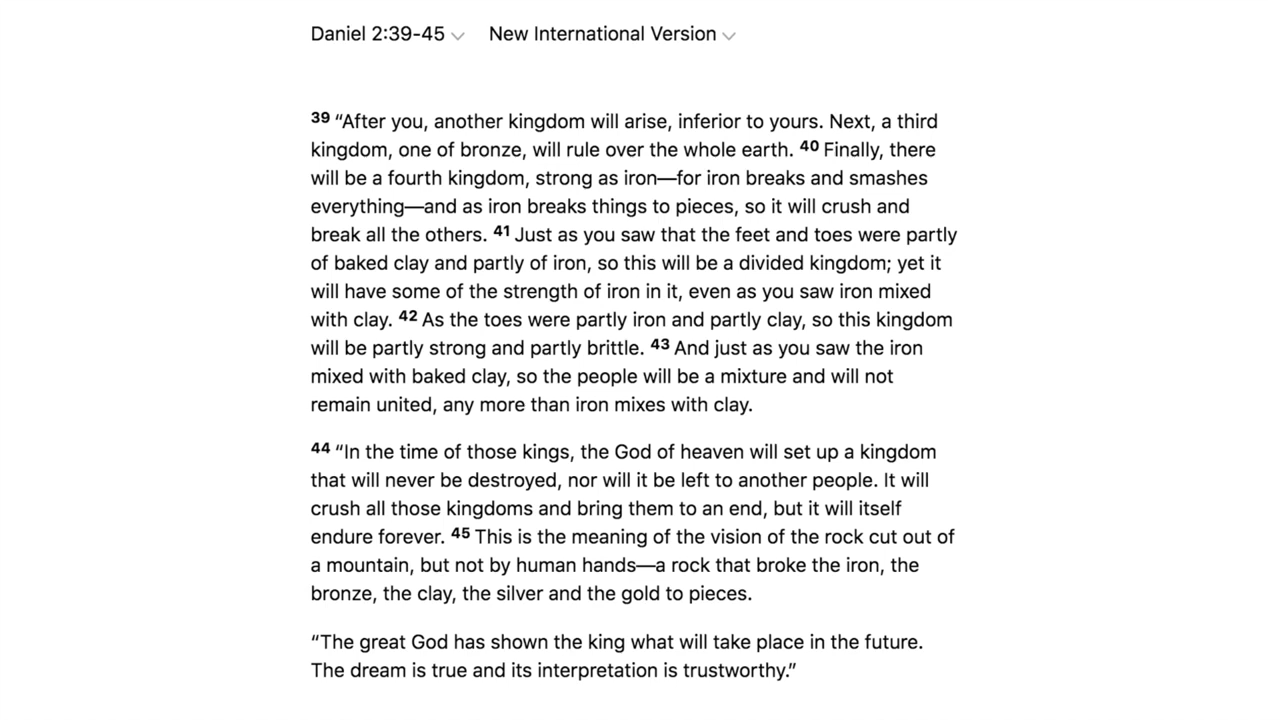 Daniel 2:39-45 New International Version
39 “After you, another kingdom will arise, inferior to yours. Next, a third
kingdom, one of bronze, will rule over the whole earth. 40 Finally, there
will be a fourth kingdom, strong as iron—for iron breaks and smashes
everything—and as iron breaks things to pieces, so it will crush and
break all the others. 41 Just as you saw that the feet and toes were partly
of baked clay and partly of iron, so this will be a divided kingdom; yet it
will have some of the strength of iron in it, even as you saw iron mixed
with clay. 42 As the toes were partly iron and partly clay, so this kingdom
will be partly strong and partly brittle. 43 And just as you saw the iron
mixed with baked clay, so the people will be a mixture and will not
remain united, any more than iron mixes with clay.
44 “In the time of those kings, the God of heaven will set up a kingdom
that will never be destroyed, nor will it be left to another people. It will
crush all those kingdoms and bring them to an end, but it will itself
endure forever. 45 This is the meaning of the vision of the rock cut out of
a mountain, but not by human hands—a rock that broke the iron, the
bronze, the clay, the silver and the gold to pieces.
“The great God has shown the king what will take place in the future.
The dream is true and its interpretation is trustworthy.”